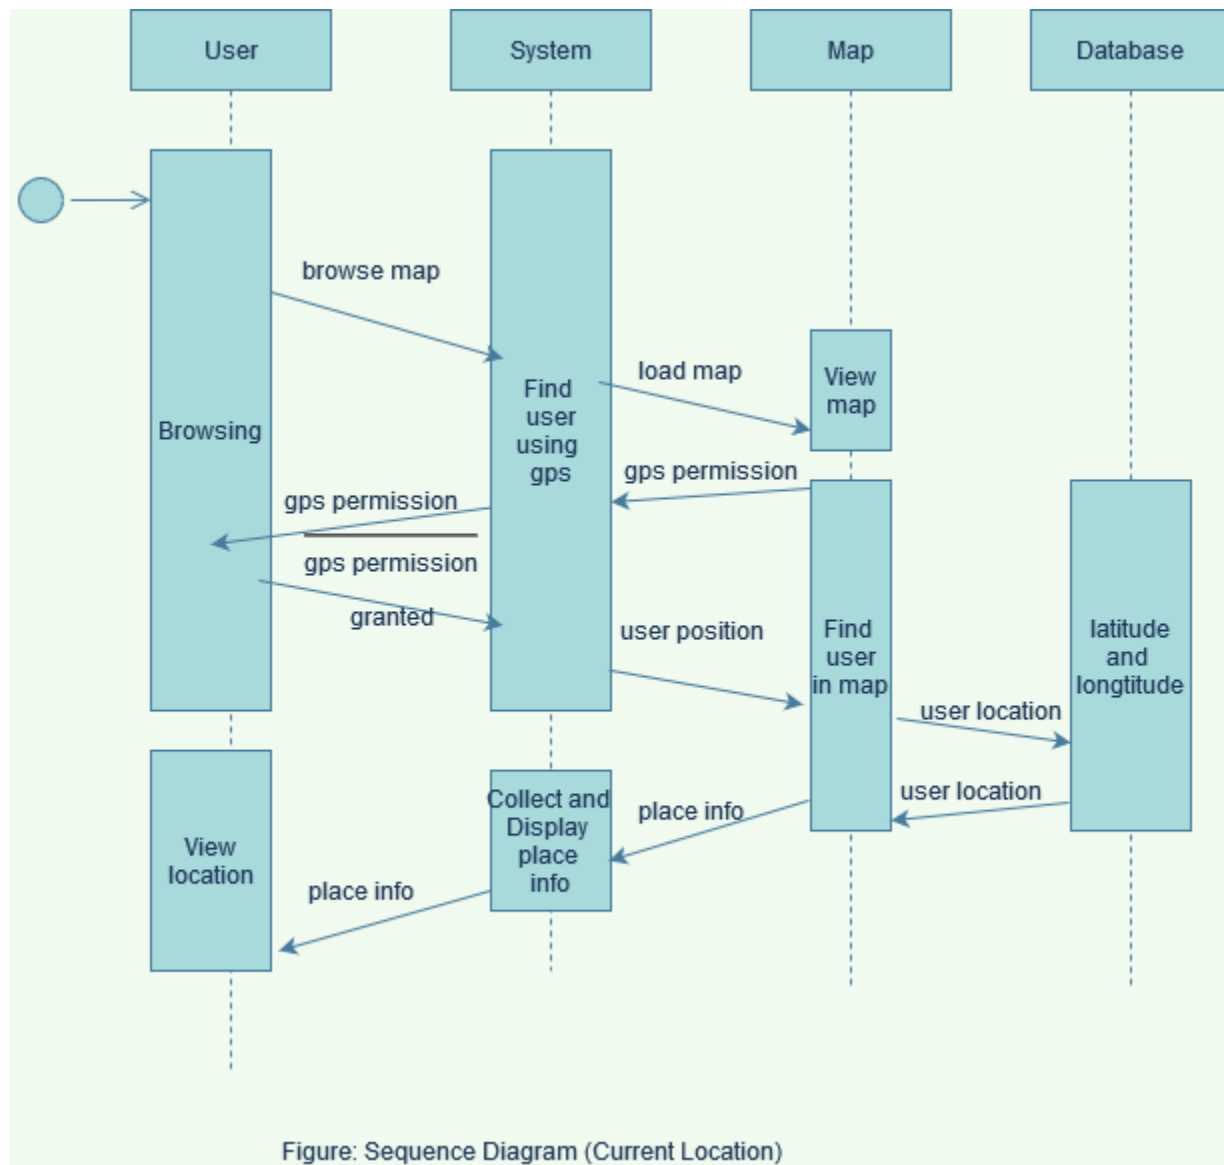 User
System
Map
Database
browse map
Browsing
Find
user
using
gps
load map
View
map
gps permission
gps permission
gps permission
granted
user position
Find
user
in map
latitude
and
longtitude
user location
user location
place info
Collect and
Display
place
info
View
location
place info
Figure: Sequence Diagram (Current Location)